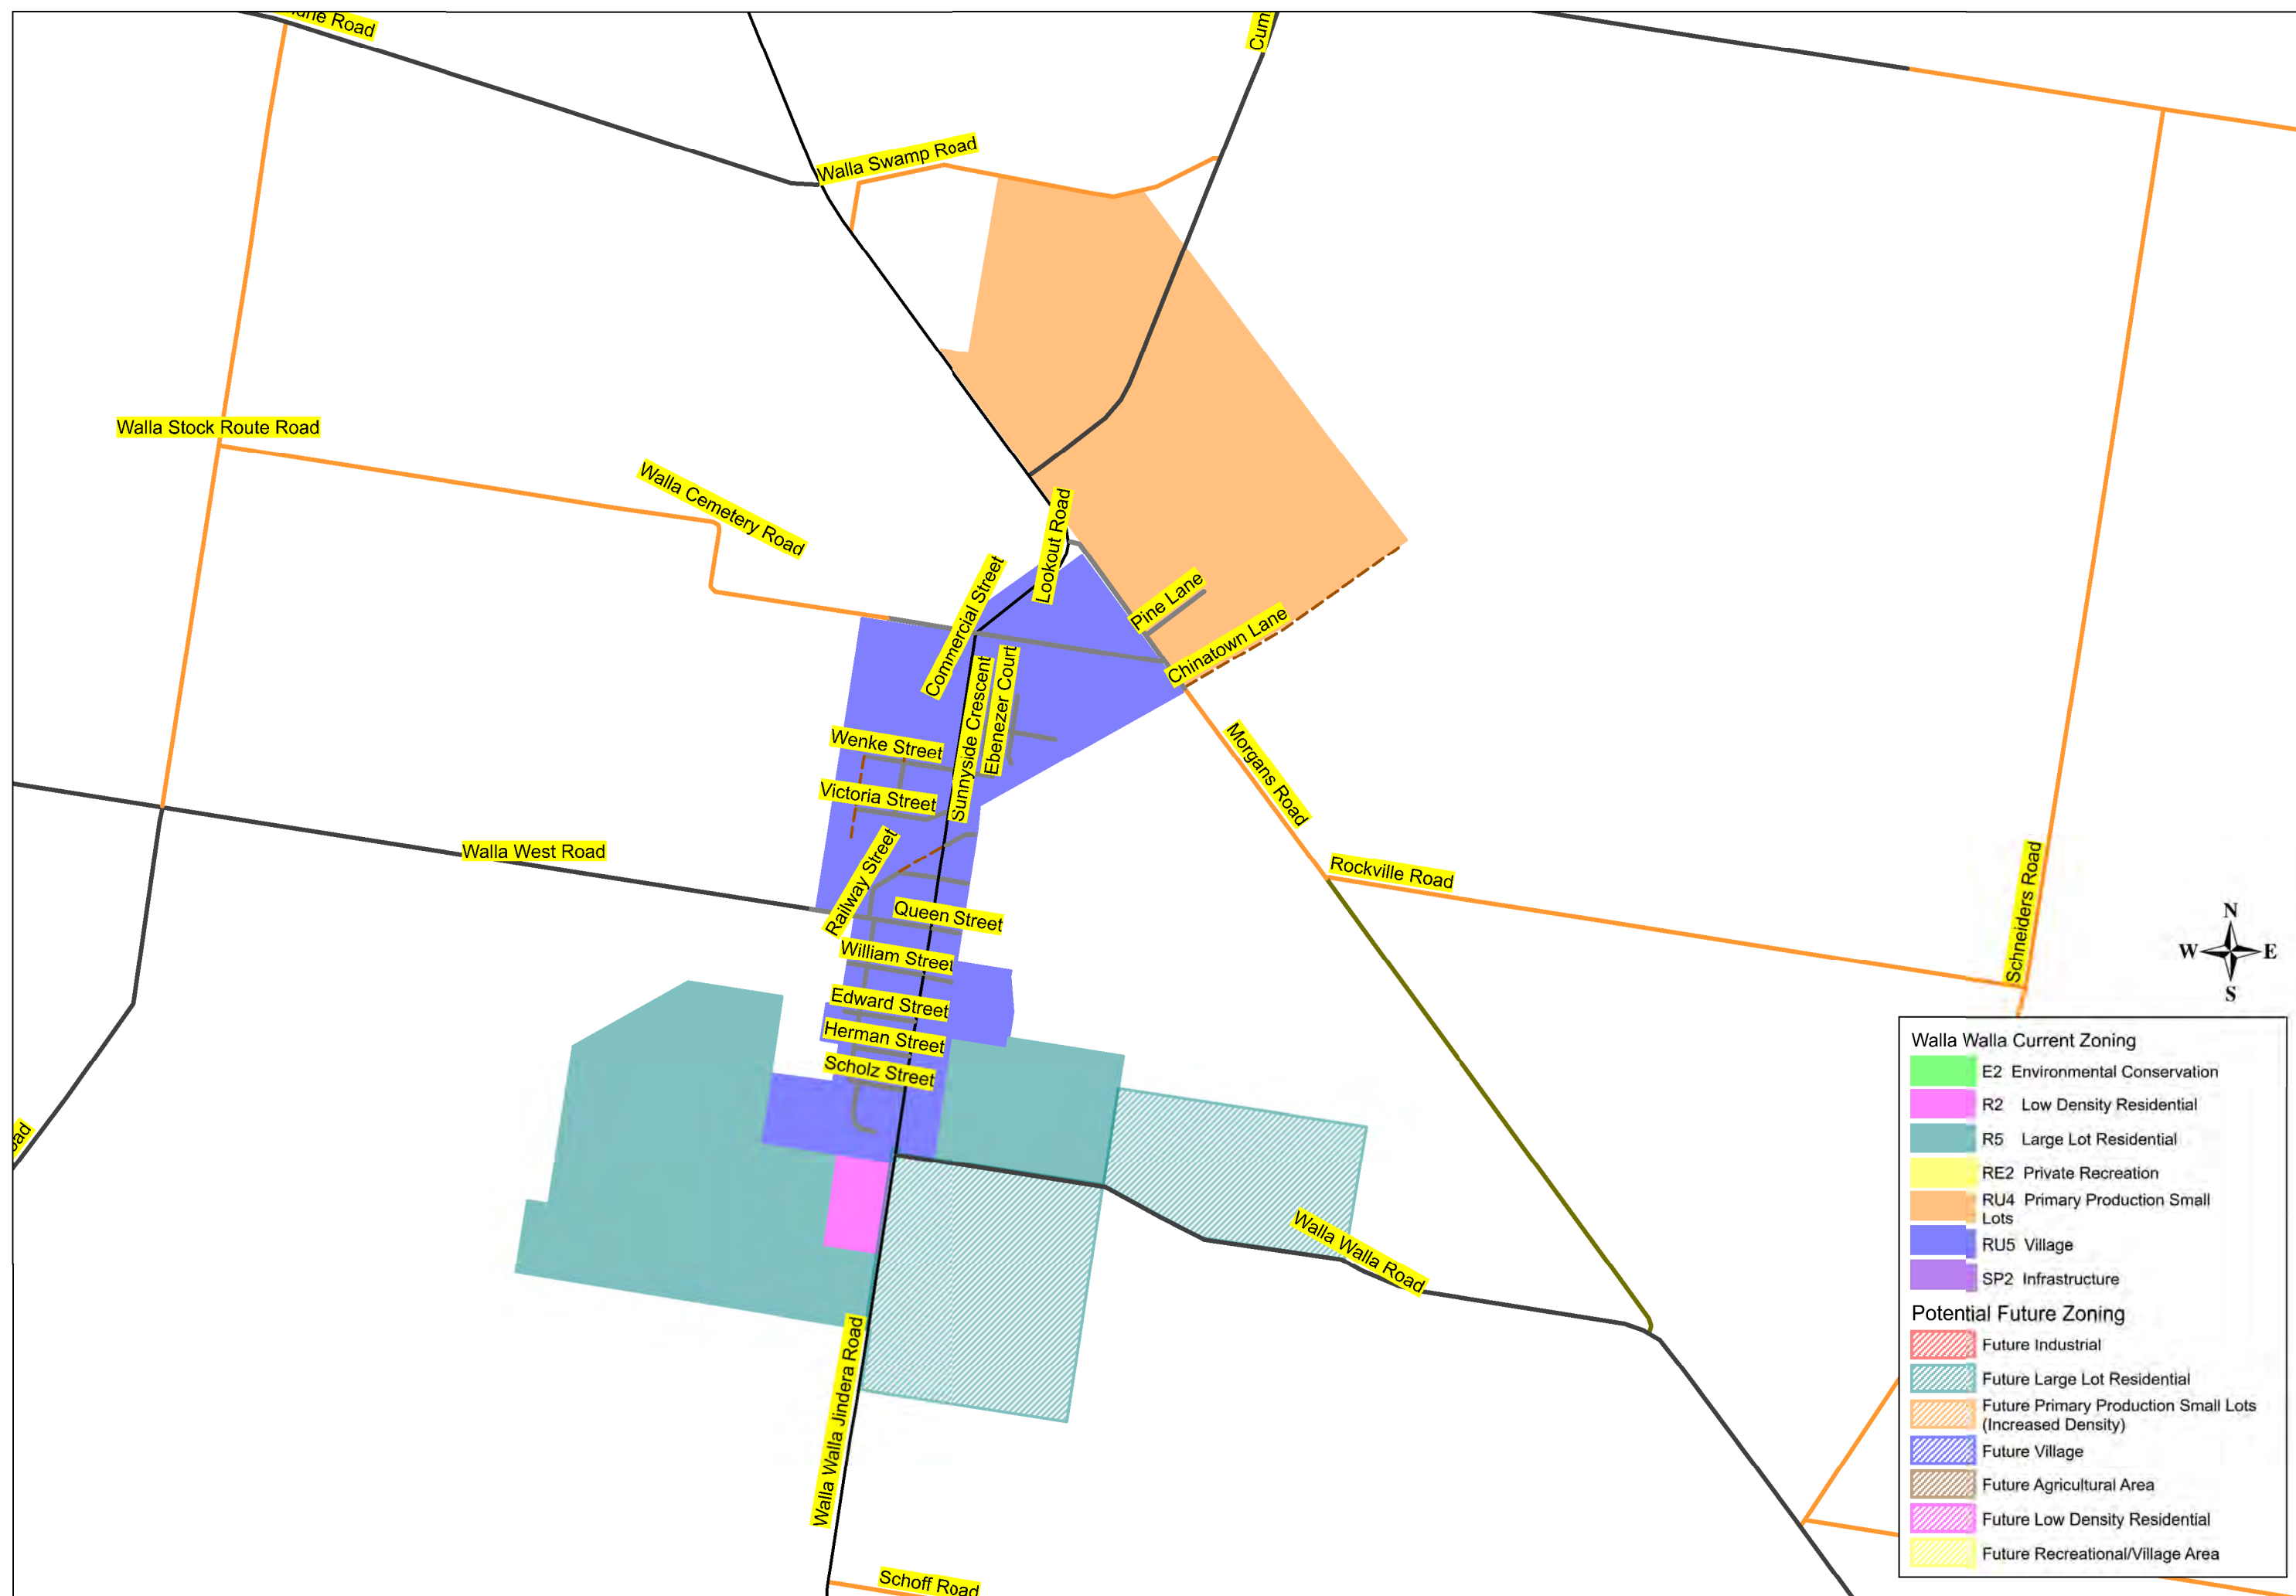 Road
Cum
Walla Swamp Road
Walla Stock Route Road
Walla Cemetery Road
Lookout Road
Commercial Street
Pine Lane
Chinatown Lane
Sunnyside Crescent
Ebenezer Court
Wenke Street
Victoria Street
Morgans Road
Railway Street
Walla West Road
Rockville Road
Schneiders Road
Queen Street
William Street
Edward Street
Herman Street
Scholz Street
Walla Walla Road
Walla Walla Jindera Road
Schoff Road
N
W E
S
Walla Walla Current Zoning
E2 Environmental Conservation
R2 Low Density Residential
R5 Large Lot Residential
RE2 Private Recreation
RU4 Primary Production Small
Lots
RU5 Village
SP2 Infrastructure
Potential Future Zoning
Future Industrial
Future Large Lot Residential
Future Primary Production Small Lots
(Increased Density)
Future Village
Future Agricultural Area
Future Low Density Residential
Future Recreational/Village Area